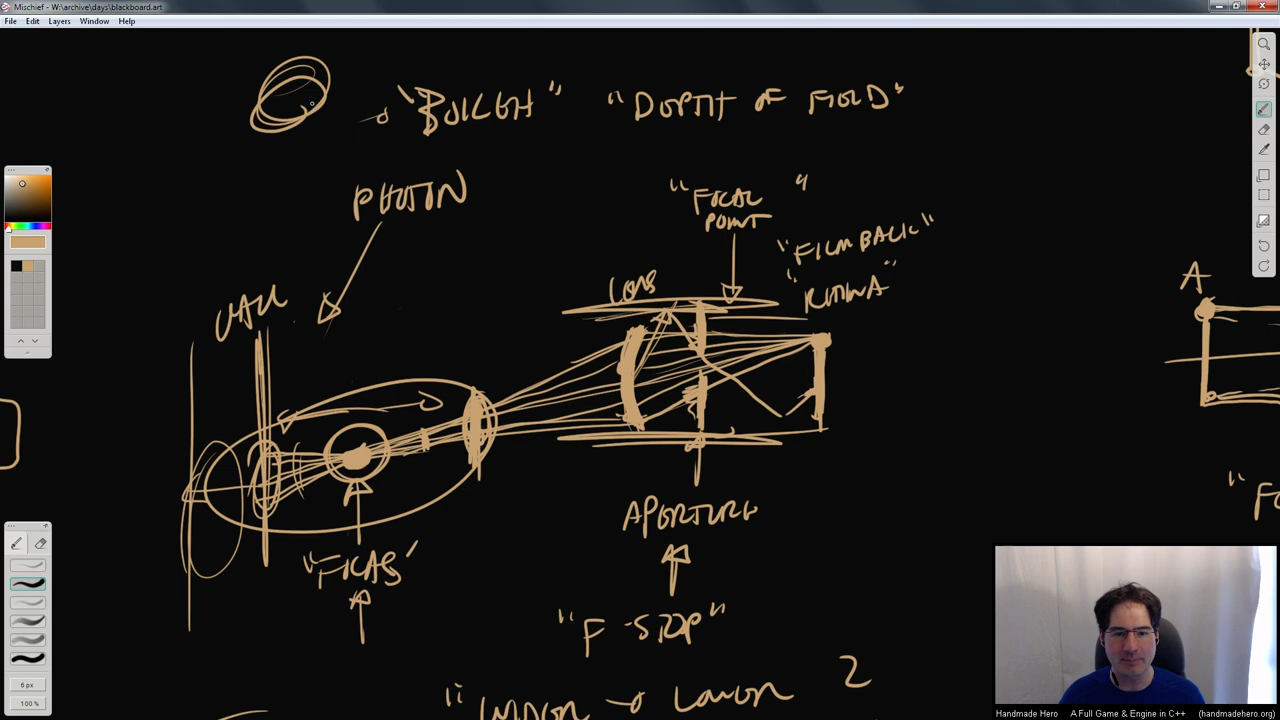 Mischief - W:\archive\days\blackboard.art
File Edit Layers Window Help
"BOKEH" "DEPTH OF FIELD"
PHOTON
"FOCAL POINT"
"FILM BACK"
"RETINA"
WALL
LENS
A
APERTURE
"FOCUS"
"F-STOP"
2
6 px
100 %
Handmade Hero A Full Game & Engine in C++ (handmadehero.org)